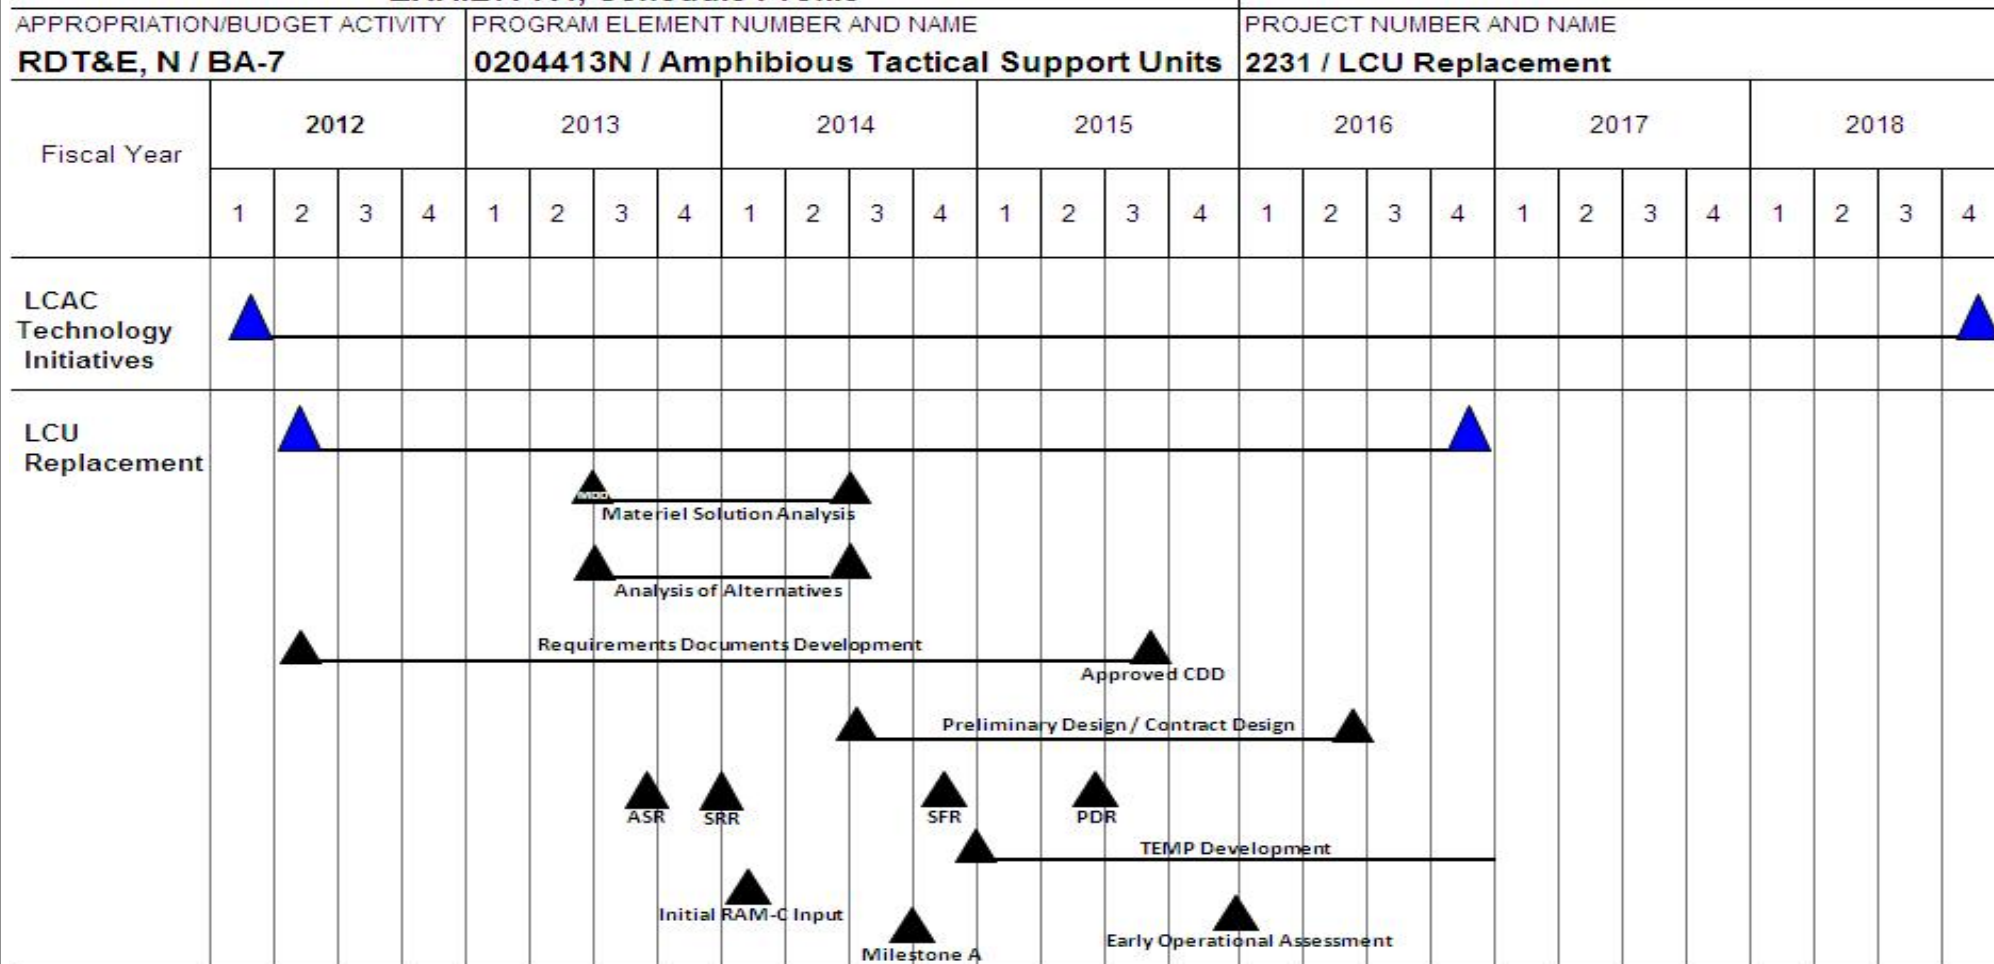 APPROPRIATION/BUDGET ACTIVITY PROGRAM ELEMENT NUMBER AND NAME PROJECT NUMBER AND NAME
RDT&E, N / BA-7 0204413N / Amphibious Tactical Support Units 2231 / LCU Replacement
2012 2013 2014 2015 2016 2017 2018
Fiscal Year
1 2 3 4 1 2 3 4 1 2 3 4 1 2 3 4 1 2 3 4 1 2 3 4 1 2 3 4
LCAC
Technology
Initiatives
LCU
Replacement
Materiel Solution Analysis
Analysis of Alternatives
Requirements Documents Development
Approved CDD
Preliminary Design / Contract Design
ASR SRR SFR PDR
TEMP Development
Initial RAM-C Input
Early Operational Assessment
Milestone A